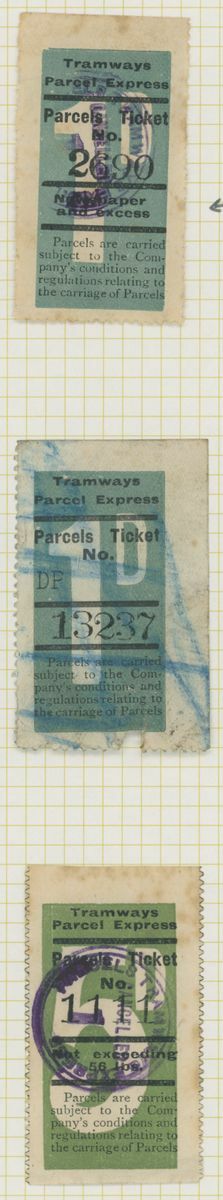 Tramways
Parcel Express
Parcels Ticket
No.
2690
Newspaper
and excess
Parcels are carried
subject to the Com-
pany's conditions and
regulations relating to
the carriage of Parcels
Tramways
Parcel Express
1D
Parcels Ticket
No.
DP
13237
Parcels are carried
subject to the Com-
pany's conditions and
regulations relating to
the carriage of Parcels
Tramways
Parcel Express
Parcels Ticket
No.
1111
Not exceeding
56 lbs.
Parcels are carried
subject to the Com-
pany's conditions and
regulations relating to
the carriage of Parcels